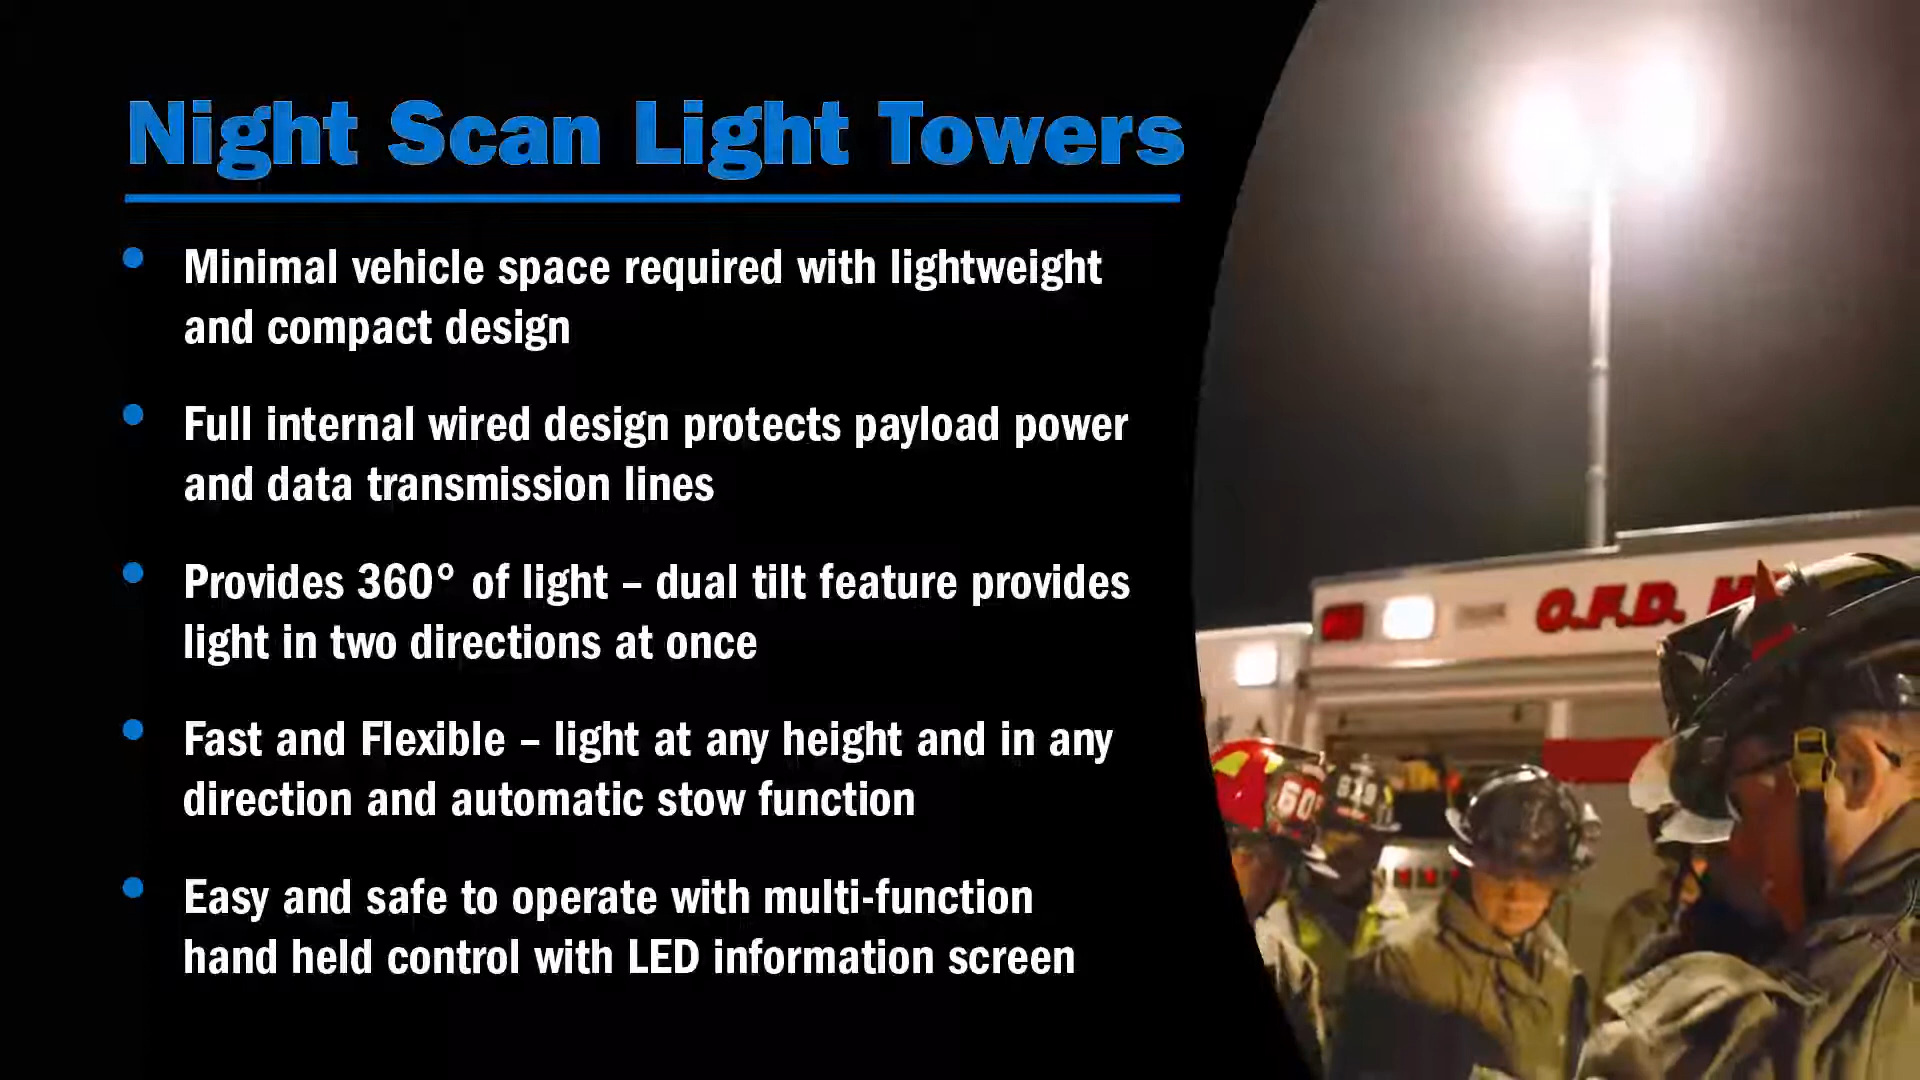 Night Scan Light Towers
• Minimal vehicle space required with lightweight
and compact design
• Full internal wired design protects payload power
and data transmission lines
• Provides 360° of light – dual tilt feature provides
light in two directions at once
• Fast and Flexible – light at any height and in any
direction and automatic stow function
• Easy and safe to operate with multi-function
hand held control with LED information screen
O.F.D.